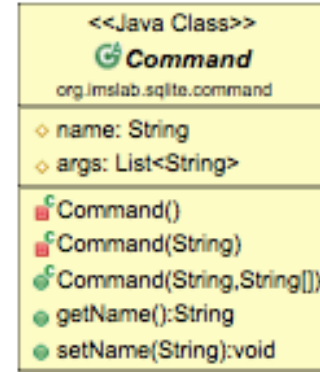 <<Java Class>>
Command
org.imslab.sqlite.command
name: String
args: List<String>
Command()
Command(String)
Command(String,String[])
getName():String
setName(String):void